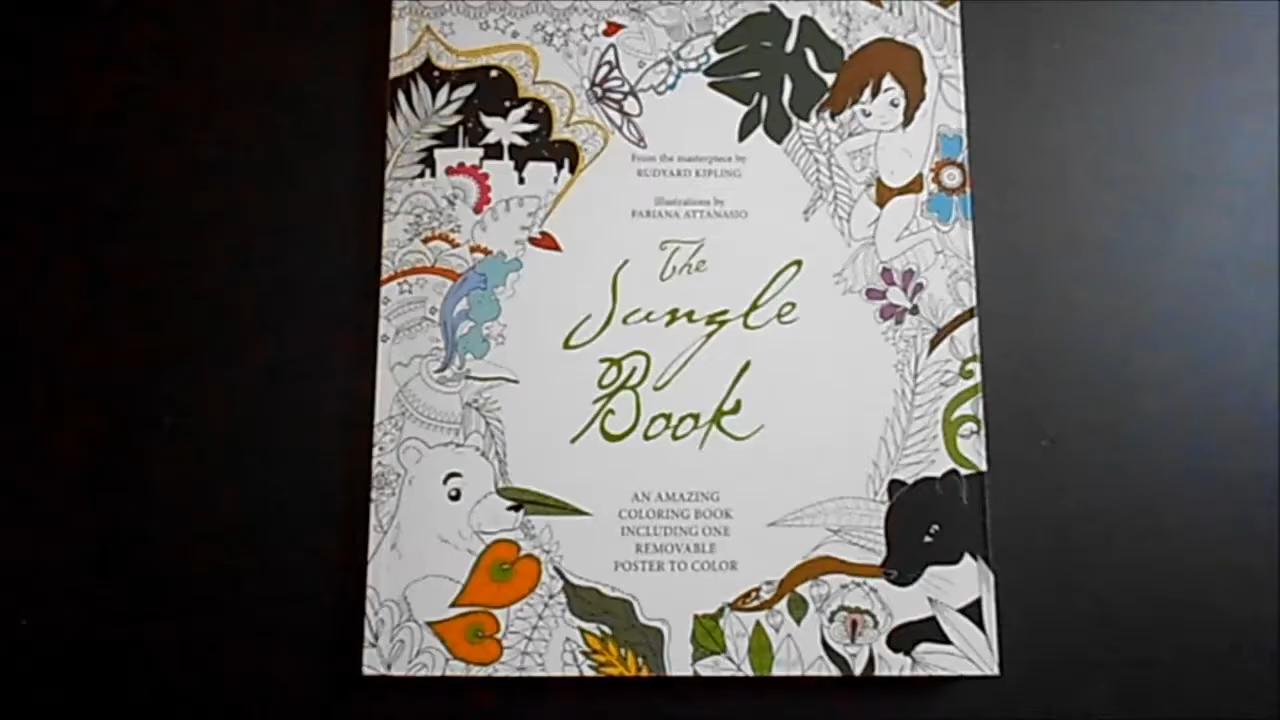 From the masterpiece by
RUDYARD KIPLING
illustrations by
FABIANA ATTANASIO
The
Jungle
Book
AN AMAZING
COLORING BOOK
INCLUDING ONE
REMOVABLE
POSTER TO COLOR